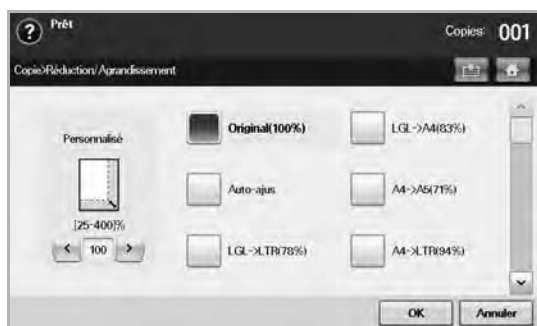 ? Prêt
Copies: 001
Copie>Réduction/Agrandissement
Personnalisé
[25-400]%
< 100 >
Original(100%)
LGL->A4(83%)
Auto-ajus
A4->A5(71%)
LGL->LTR(78%)
A4->LTR(94%)
OK
Annuler